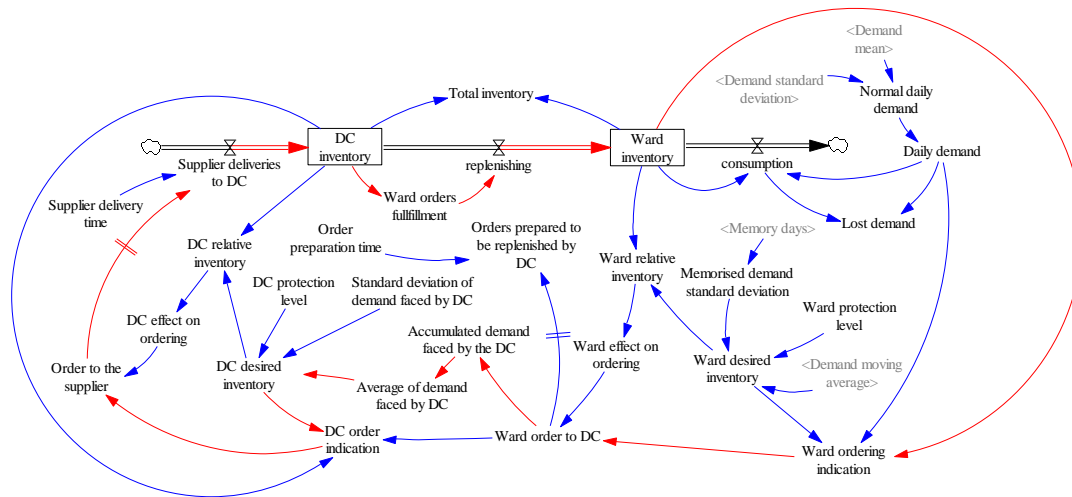 <Demand
mean>
<Demand standard
deviation>
Normal daily
demand
Total inventory
DC
inventory
Ward
inventory
Supplier deliveries
to DC
replenishing
consumption
Daily demand
Supplier delivery
time
Ward orders
fullfillment
Lost demand
Order
preparation time
Orders prepared to
be replenished by
DC
<Memory days>
DC relative
inventory
Ward relative
inventory
Memorised demand
standard deviation
DC protection
level
Standard deviation of
demand faced by DC
Ward protection
level
DC effect on
ordering
Accumulated demand
faced by the DC
Ward effect on
ordering
Order to the
supplier
DC desired
inventory
Average of demand
faced by DC
Ward desired
inventory
<Demand moving
average>
DC order
indication
Ward order to DC
Ward ordering
indication